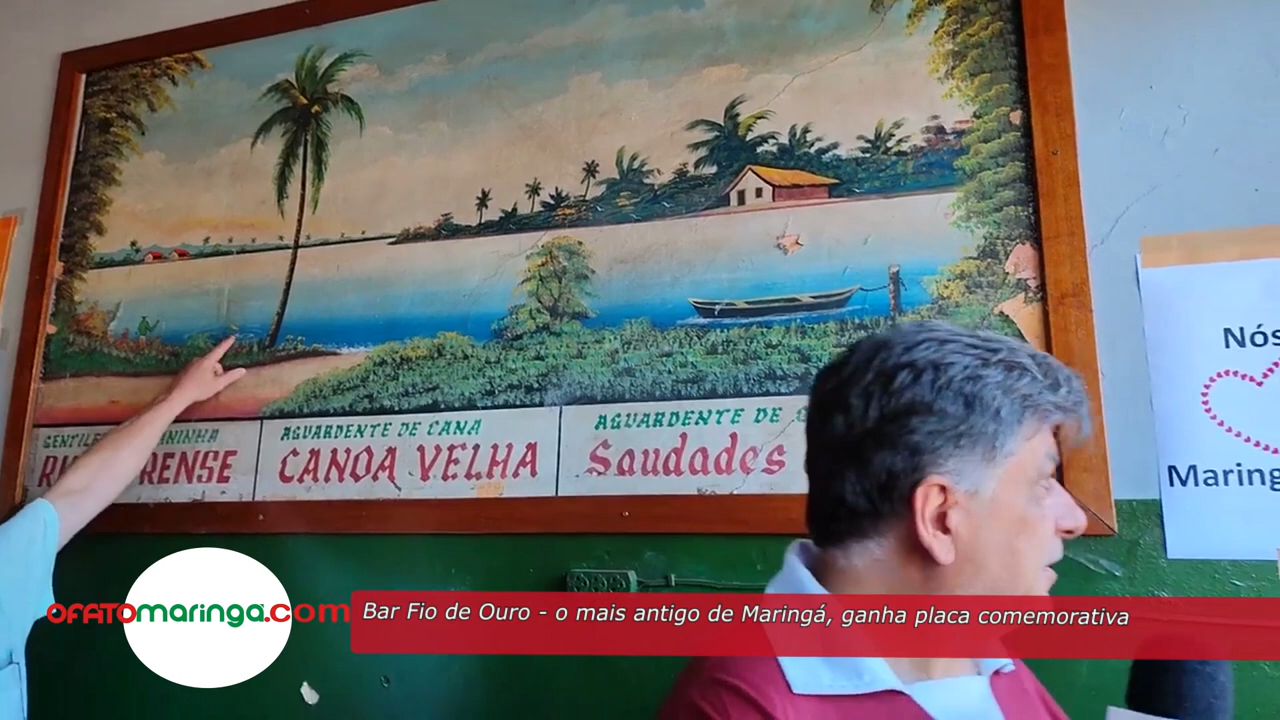 AGUARDENTE DE CANA
CANOA VELHA
AGUARDENTE DE
Saudades
Nós
Maring
OFATOmaringá.com
Bar Fio de Ouro - o mais antigo de Maringá, ganha placa comemorativa